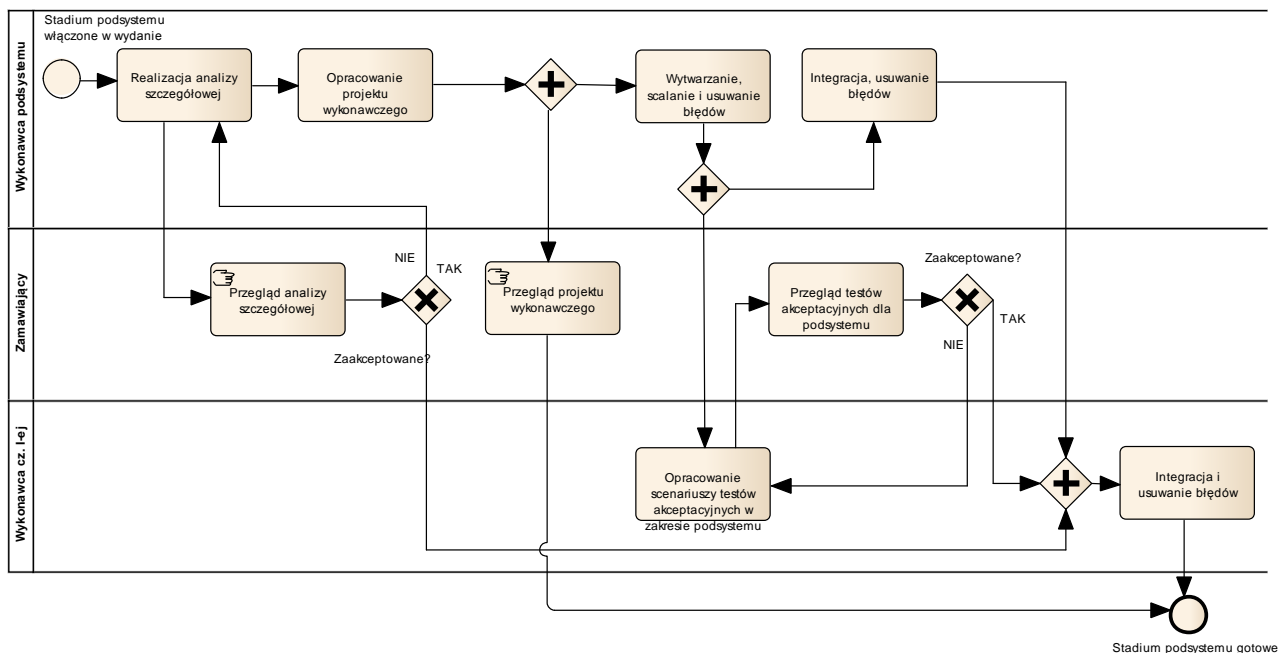 Stadium podsystemu
włączone w wydanie
Wykonawca podsystemu
Realizacja analizy
szczegółowej
Opracowanie
projektu
wykonawczego
Wytwarzanie,
scalanie i usuwanie
błędów
Integracja, usuwanie
błędów
Zamawiający
Przegląd analizy
szczegółowej
NIE
TAK
Zaakceptowane?
Przegląd projektu
wykonawczego
Przegląd testów
akceptacyjnych dla
podsystemu
Zaakceptowane?
TAK
NIE
Wykonawca cz. I-ej
Opracowanie
scenariuszy testów
akceptacyjnych w
zakresie podsystemu
Integracja i
usuwanie błędów
Stadium podsystemu gotowe